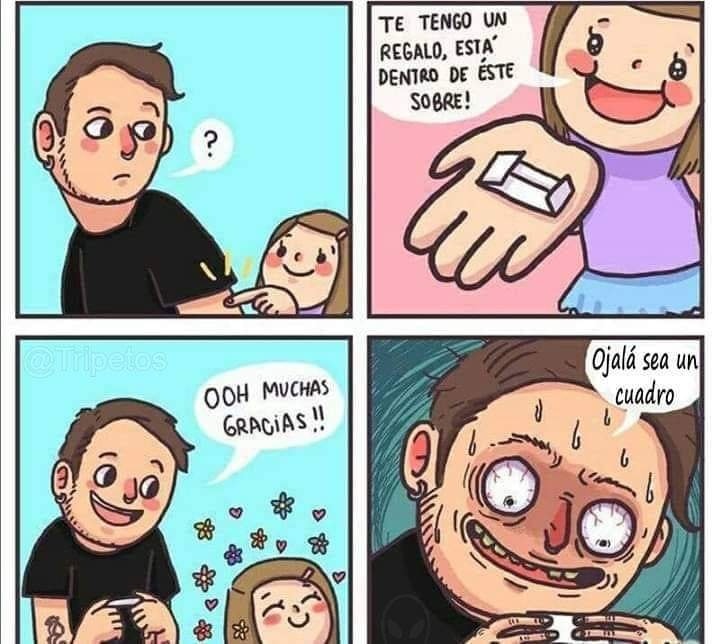 ?
TE TENGO UN
REGALO, ESTÁ
DENTRO DE ÉSTE
SOBRE!
@Tripetos
OOH MUCHAS
GRACIAS!!
Ojalá sea un
cuadro